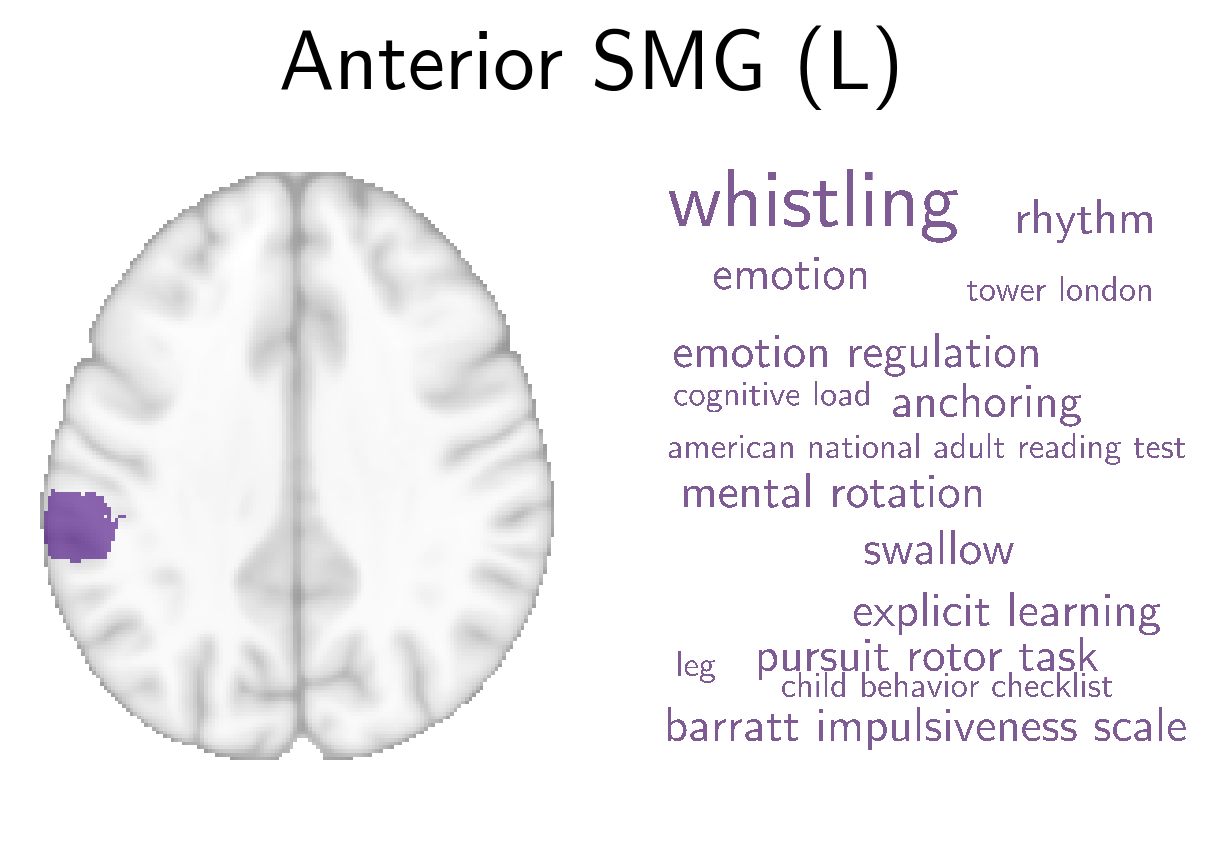 Anterior SMG (L)
whistling rhythm
emotion tower london
emotion regulation
cognitive load anchoring
american national adult reading test
mental rotation
swallow
explicit learning
leg pursuit rotor task
child behavior checklist
barratt impulsiveness scale